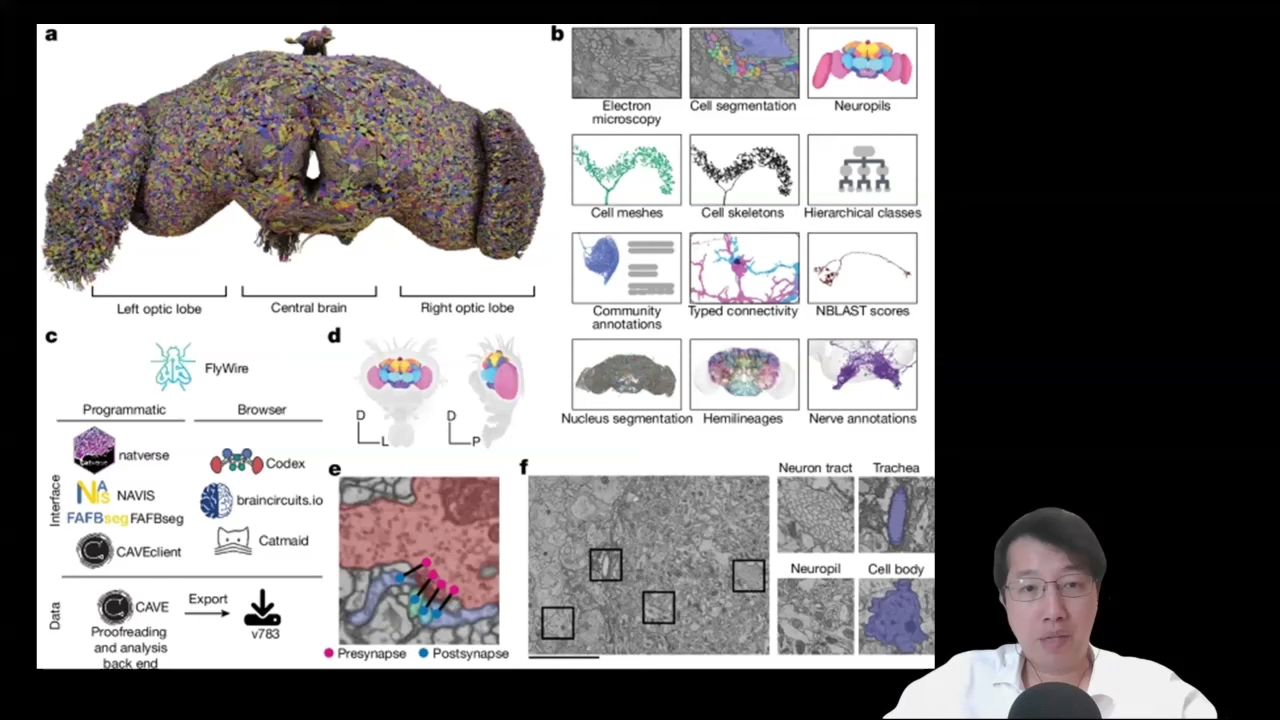 a
Left optic lobe
Central brain
Right optic lobe
b
Electron
microscopy
Cell segmentation
Neuropils
Cell meshes
Cell skeletons
Hierarchical classes
Community
annotations
Typed connectivity
NBLAST scores
Nucleus segmentation
Hemilineages
Nerve annotations
c
FlyWire
Programmatic
Browser
Interface
natverse
natverse
NAVIS
NAVIS
FAFBseg
FAFBseg
CAVEclient
Codex
braincircuits.io
Catmaid
Data
CAVE
Export
v783
Proofreading
and analysis
back end
d
D
L
D
P
e
Presynapse
Postsynapse
f
Neuron tract
Trachea
Neuropil
Cell body